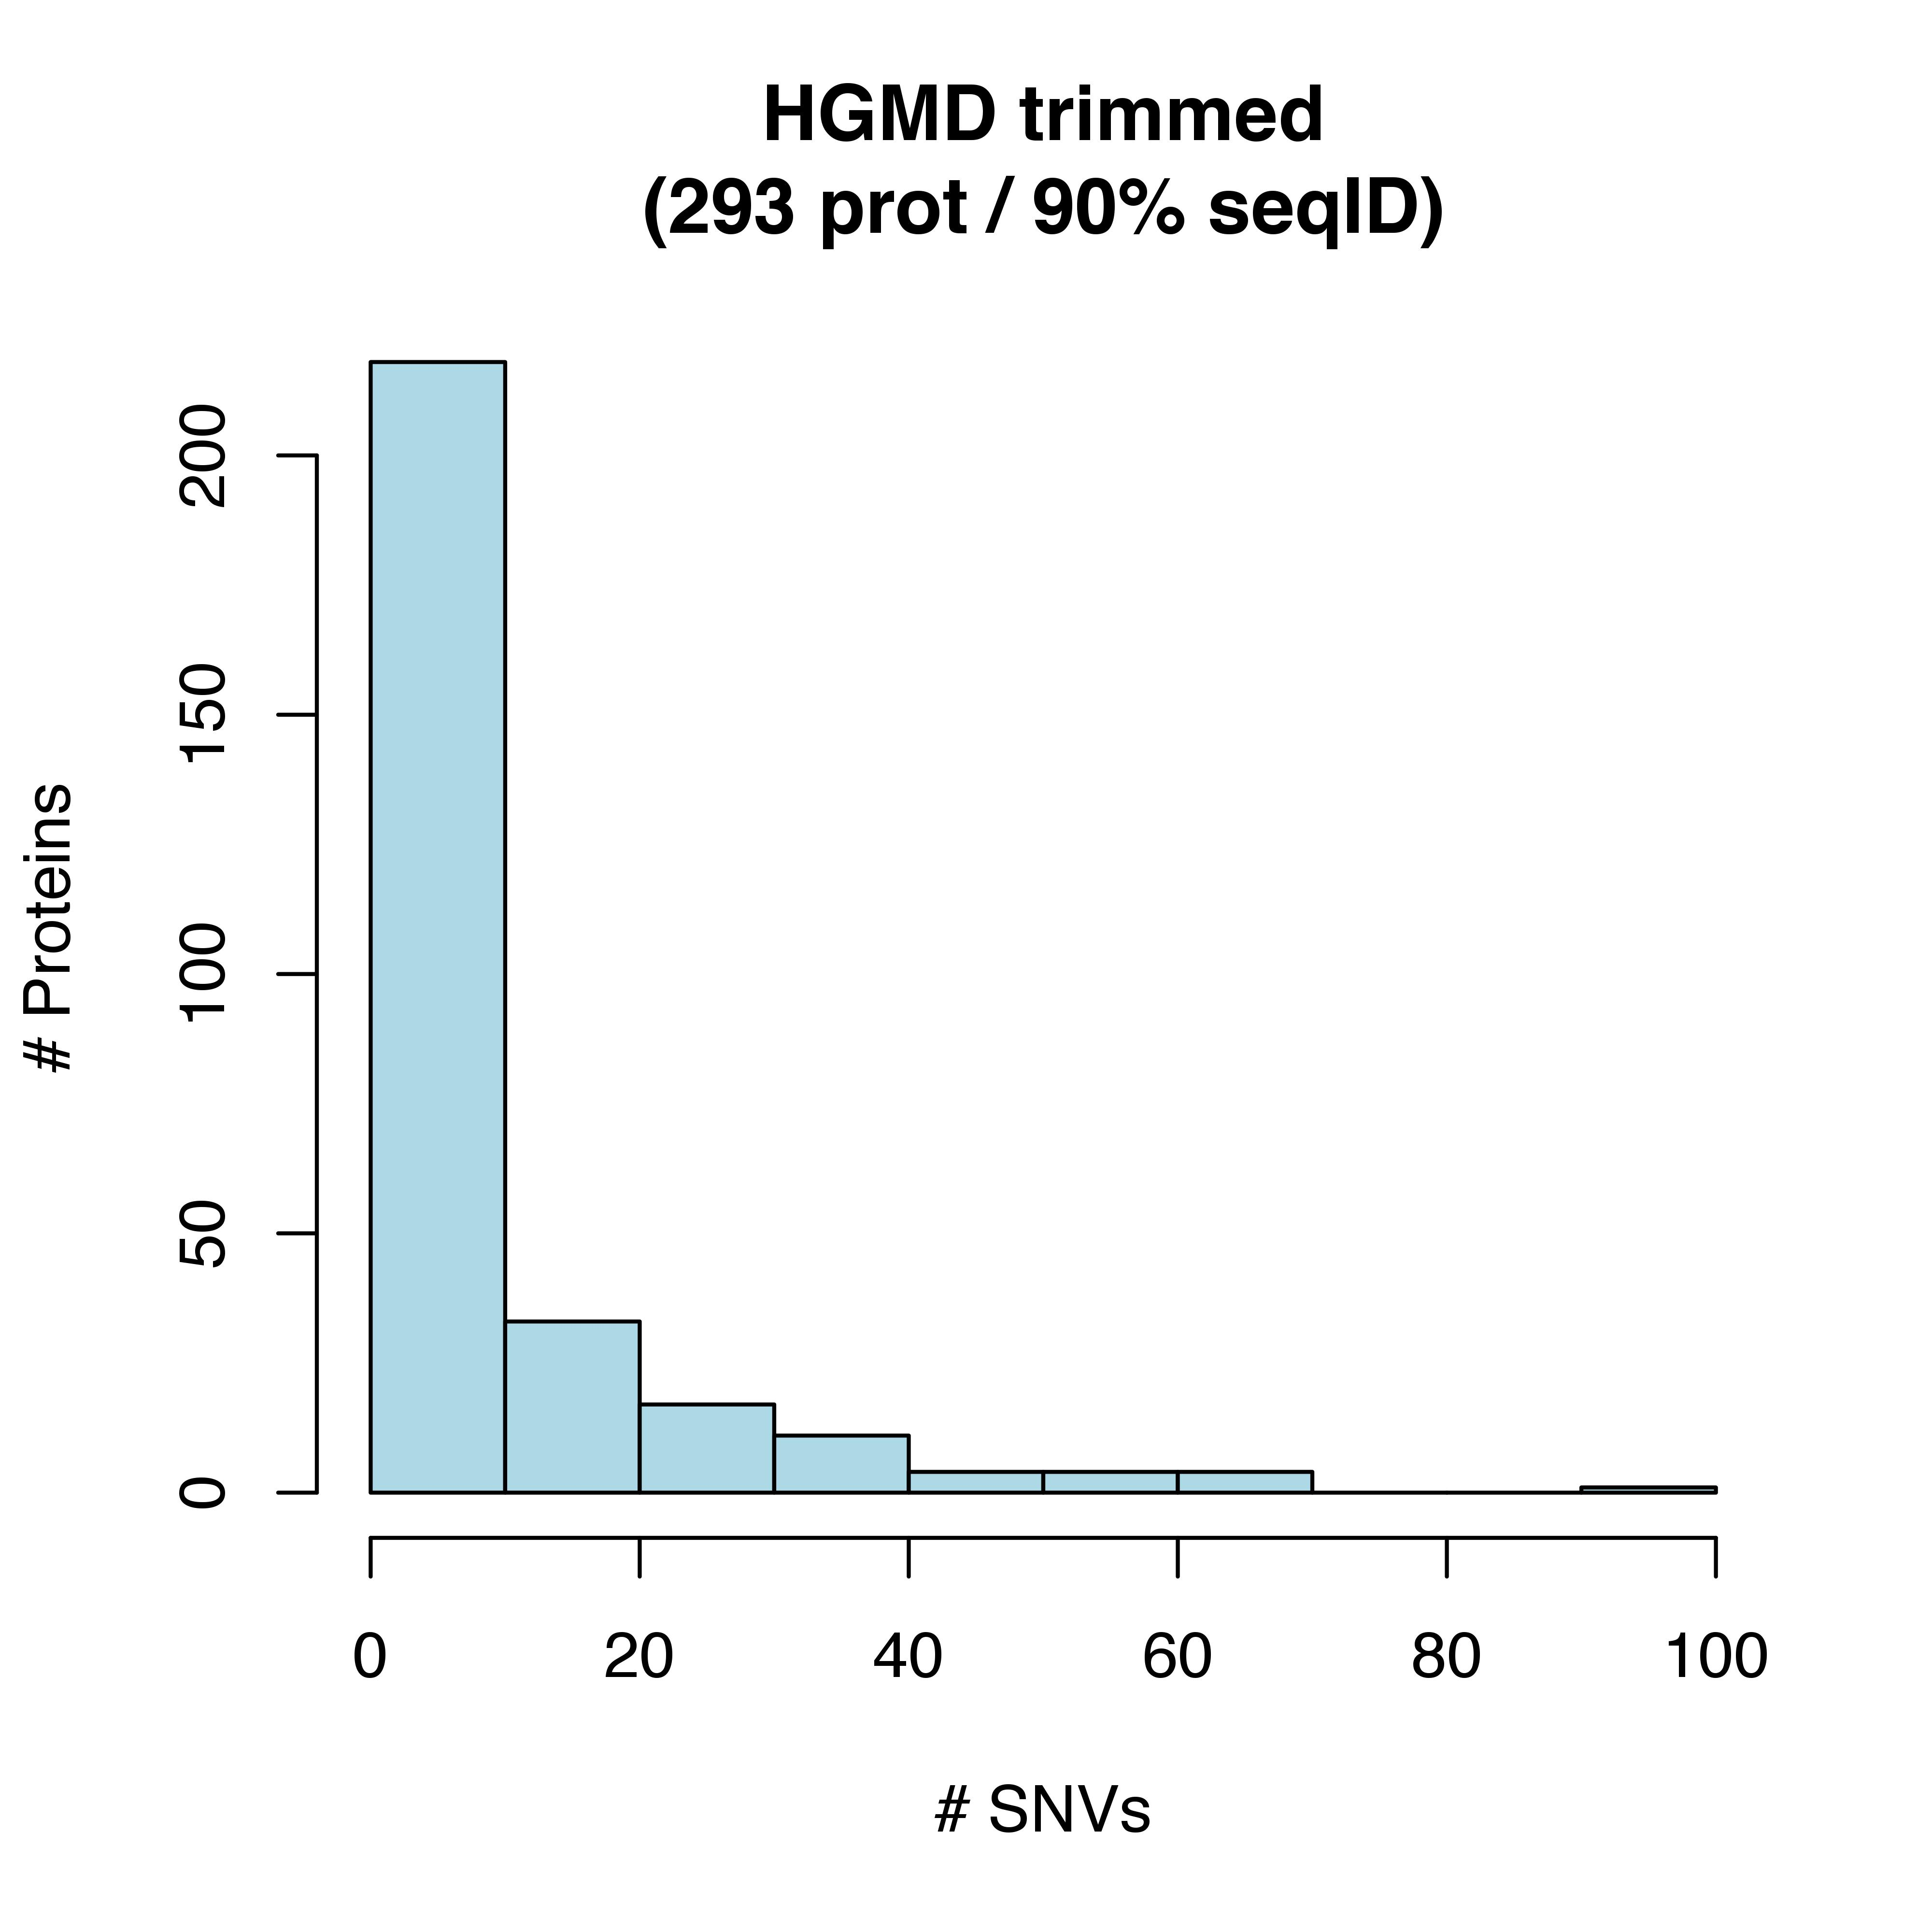 HGMD trimmed
(293 prot / 90% seqID)
# Proteins
200
150
100
50
0
0 20 40 60 80 100
# SNVs